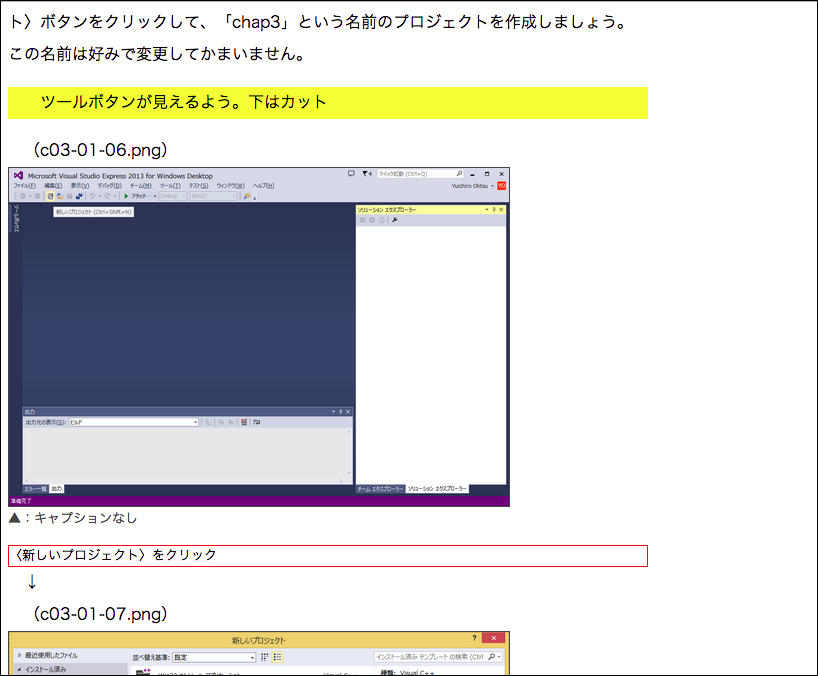 ト〉ボタンをクリックして、「chap3」という名前のプロジェクトを作成しましょう。
この名前は好みで変更してかまいません。
ツールボタンが見えるよう。下はカット
（c03-01-06.png）
Microsoft Visual Studio Express 2013 for Windows Desktop
4
クイック起動 (Ctrl+Q)
ファイル(F) 編集(E) 表示(V) デバッグ(D) チーム(M) ツール(T) テスト(S) ウィンドウ(W) ヘルプ(H)
Yuichiro Ohtsu YO
アタッチ... Debug Win32
新しいプロジェクト (Ctrl+Shift+N)
ツールボックス
ソリューション エクスプローラー
出力
出力元の表示(S): ビルド
エラー一覧 出力
チーム エクスプローラー ソリューション エクスプローラー
準備完了
▲：キャプションなし
〈新しいプロジェクト〉をクリック
↓
（c03-01-07.png）
新しいプロジェクト
? ×
最近使用したファイル
並べ替え基準: 既定
インストール済み テンプレートの検索 (Ctrl
インストール済み
種類: Visual C++